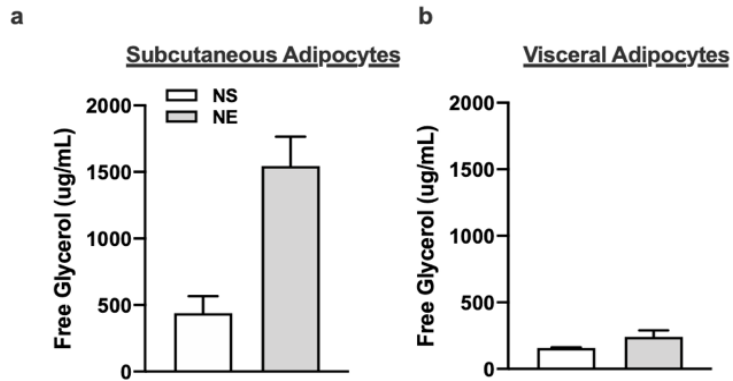 a
Subcutaneous Adipocytes
NS
NE
Free Glycerol (ug/mL)
2000
1500
1000
500
0
b
Visceral Adipocytes
Free Glycerol (ug/mL)
2000
1500
1000
500
0